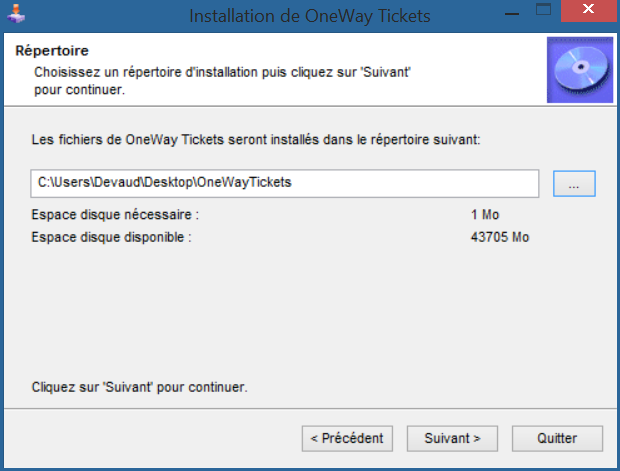 Installation de OneWay Tickets
Répertoire
Choisissez un répertoire d'installation puis cliquez sur 'Suivant'
pour continuer.
Les fichiers de OneWay Tickets seront installés dans le répertoire suivant:
C:\Users\Devaud\Desktop\OneWayTickets
...
Espace disque nécessaire : 1 Mo
Espace disque disponible : 43705 Mo
Cliquez sur 'Suivant' pour continuer.
< Précédent Suivant > Quitter